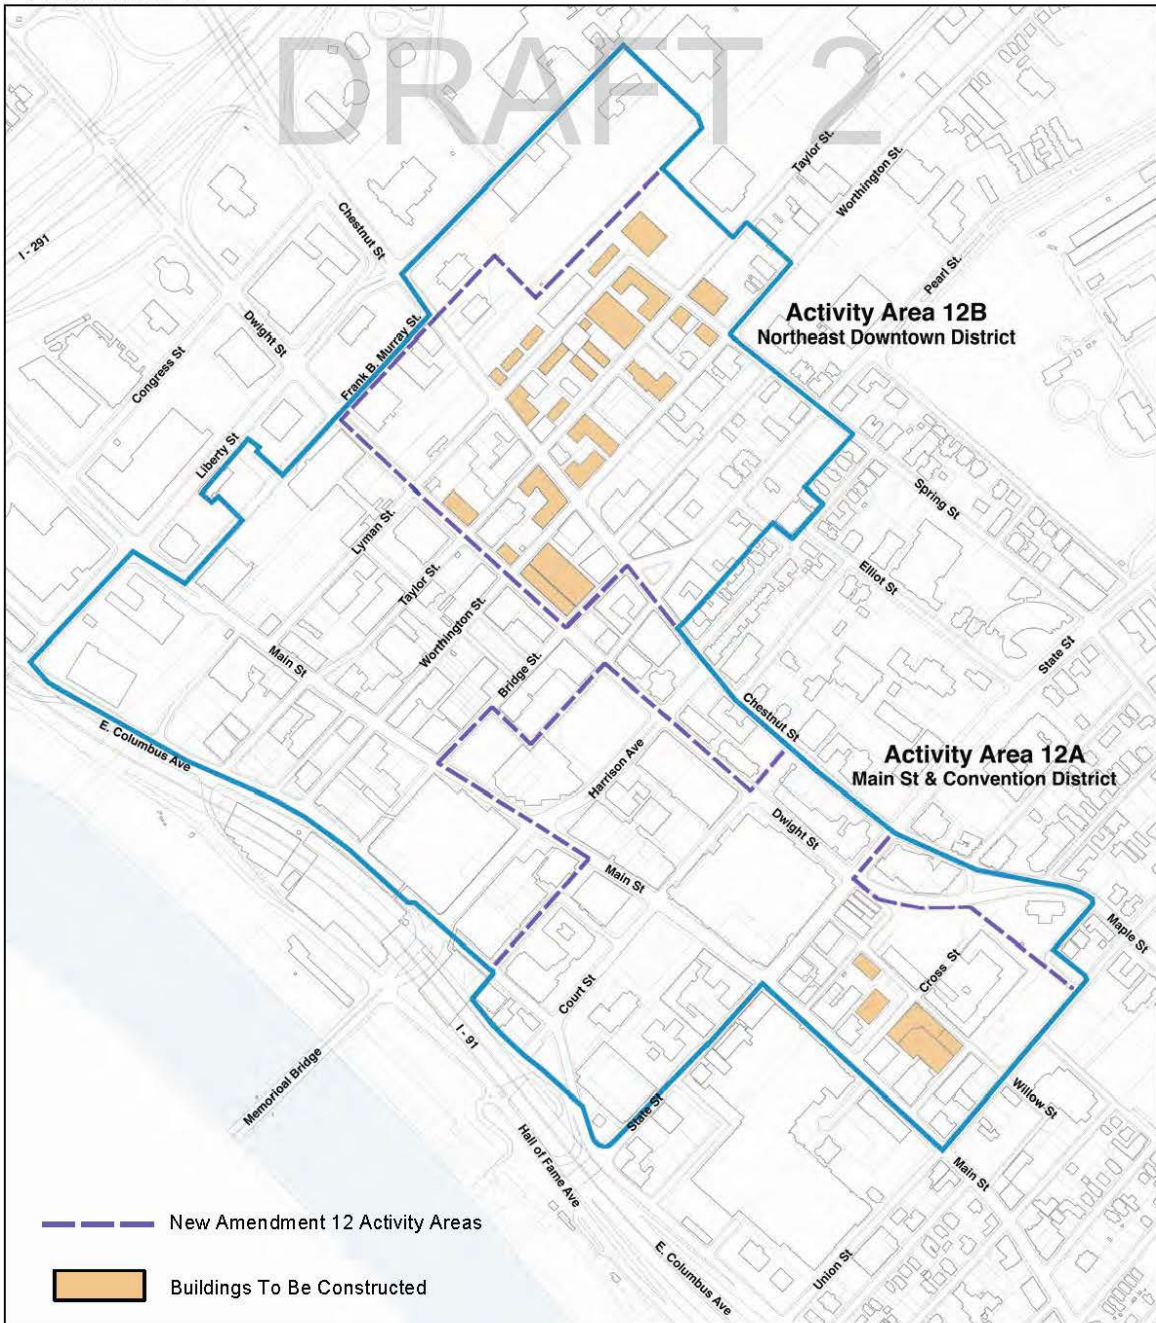 DRAFT 2
Taylor St.
Worthington St.
Chestnut St
I - 291
Pearl St.
Activity Area 12B
Northeast Downtown District
Dwight St
Frank B. Murray St.
Congress St
Liberty St
Spring St
Lyman St.
Elliot St
Taylor St.
Worthington St.
State St
Main St
Bridge St.
Chestnut St
E. Columbus Ave
Activity Area 12A
Main St & Convention District
Harrison Ave
Dwight St
Main St
Maple St
Cross St
Court St
I - 91
Memorioal Bridge
State St
Willow St
Hall of Fame Ave
Main St
New Amendment 12 Activity Areas
Union St
E. Columbus Ave
Buildings To Be Constructed